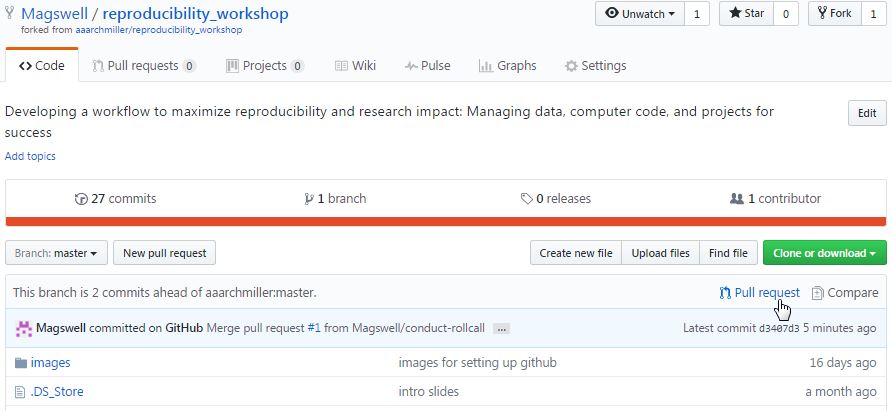 Magswell / reproducibility_workshop
Unwatch 1 Star 0 Fork 1
forked from aaarchmiller/reproducibility_workshop
Code Pull requests 0 Projects 0 Wiki Pulse Graphs Settings
Developing a workflow to maximize reproducibility and research impact: Managing data, computer code, and projects for
success
Edit
Add topics
27 commits 1 branch 0 releases 1 contributor
Branch: master New pull request Create new file Upload files Find file Clone or download
This branch is 2 commits ahead of aaarchmiller:master. Pull request Compare
Magswell committed on GitHub Merge pull request #1 from Magswell/conduct-rollcall ... Latest commit d3407d3 5 minutes ago
images images for setting up github 16 days ago
.DS_Store intro slides a month ago